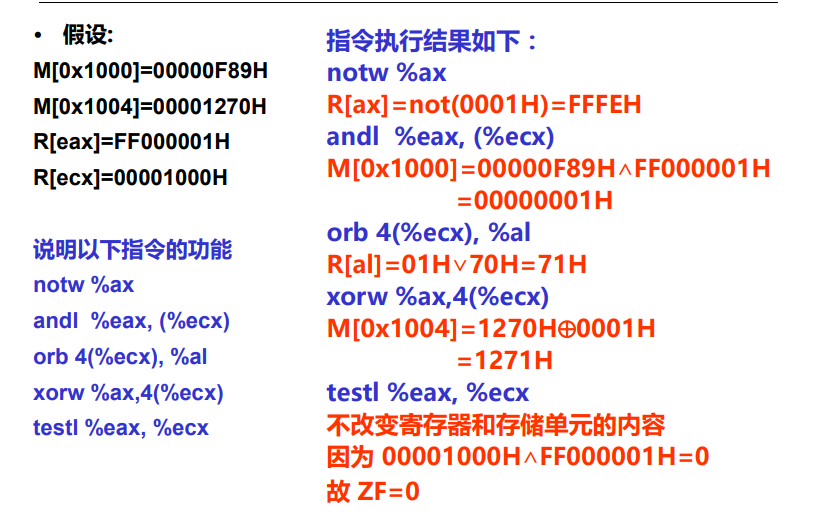 • 假设:
M[0x1000]=00000F89H
M[0x1004]=00001270H
R[eax]=FF000001H
R[ecx]=00001000H
说明以下指令的功能
notw %ax
andl %eax, (%ecx)
orb 4(%ecx), %al
xorw %ax,4(%ecx)
testl %eax, %ecx
指令执行结果如下：
notw %ax
R[ax]=not(0001H)=FFFEH
andl %eax, (%ecx)
M[0x1000]=00000F89H∧FF000001H
=00000001H
orb 4(%ecx), %al
R[al]=01H∨70H=71H
xorw %ax,4(%ecx)
M[0x1004]=1270H⊕0001H
=1271H
testl %eax, %ecx
不改变寄存器和存储单元的内容
因为 00001000H∧FF000001H=0
故 ZF=0